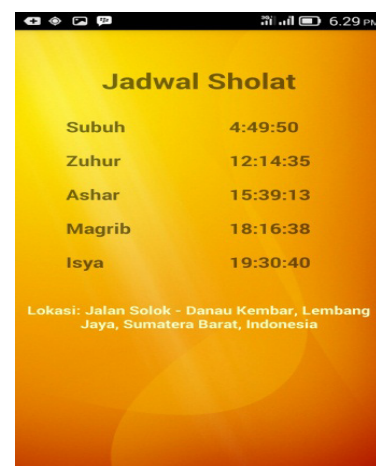 6.29 PM
Jadwal Sholat
Subuh 4:49:50
Zuhur 12:14:35
Ashar 15:39:13
Magrib 18:16:38
Isya 19:30:40
Lokasi: Jalan Solok - Danau Kembar, Lembang
Jaya, Sumatera Barat, Indonesia